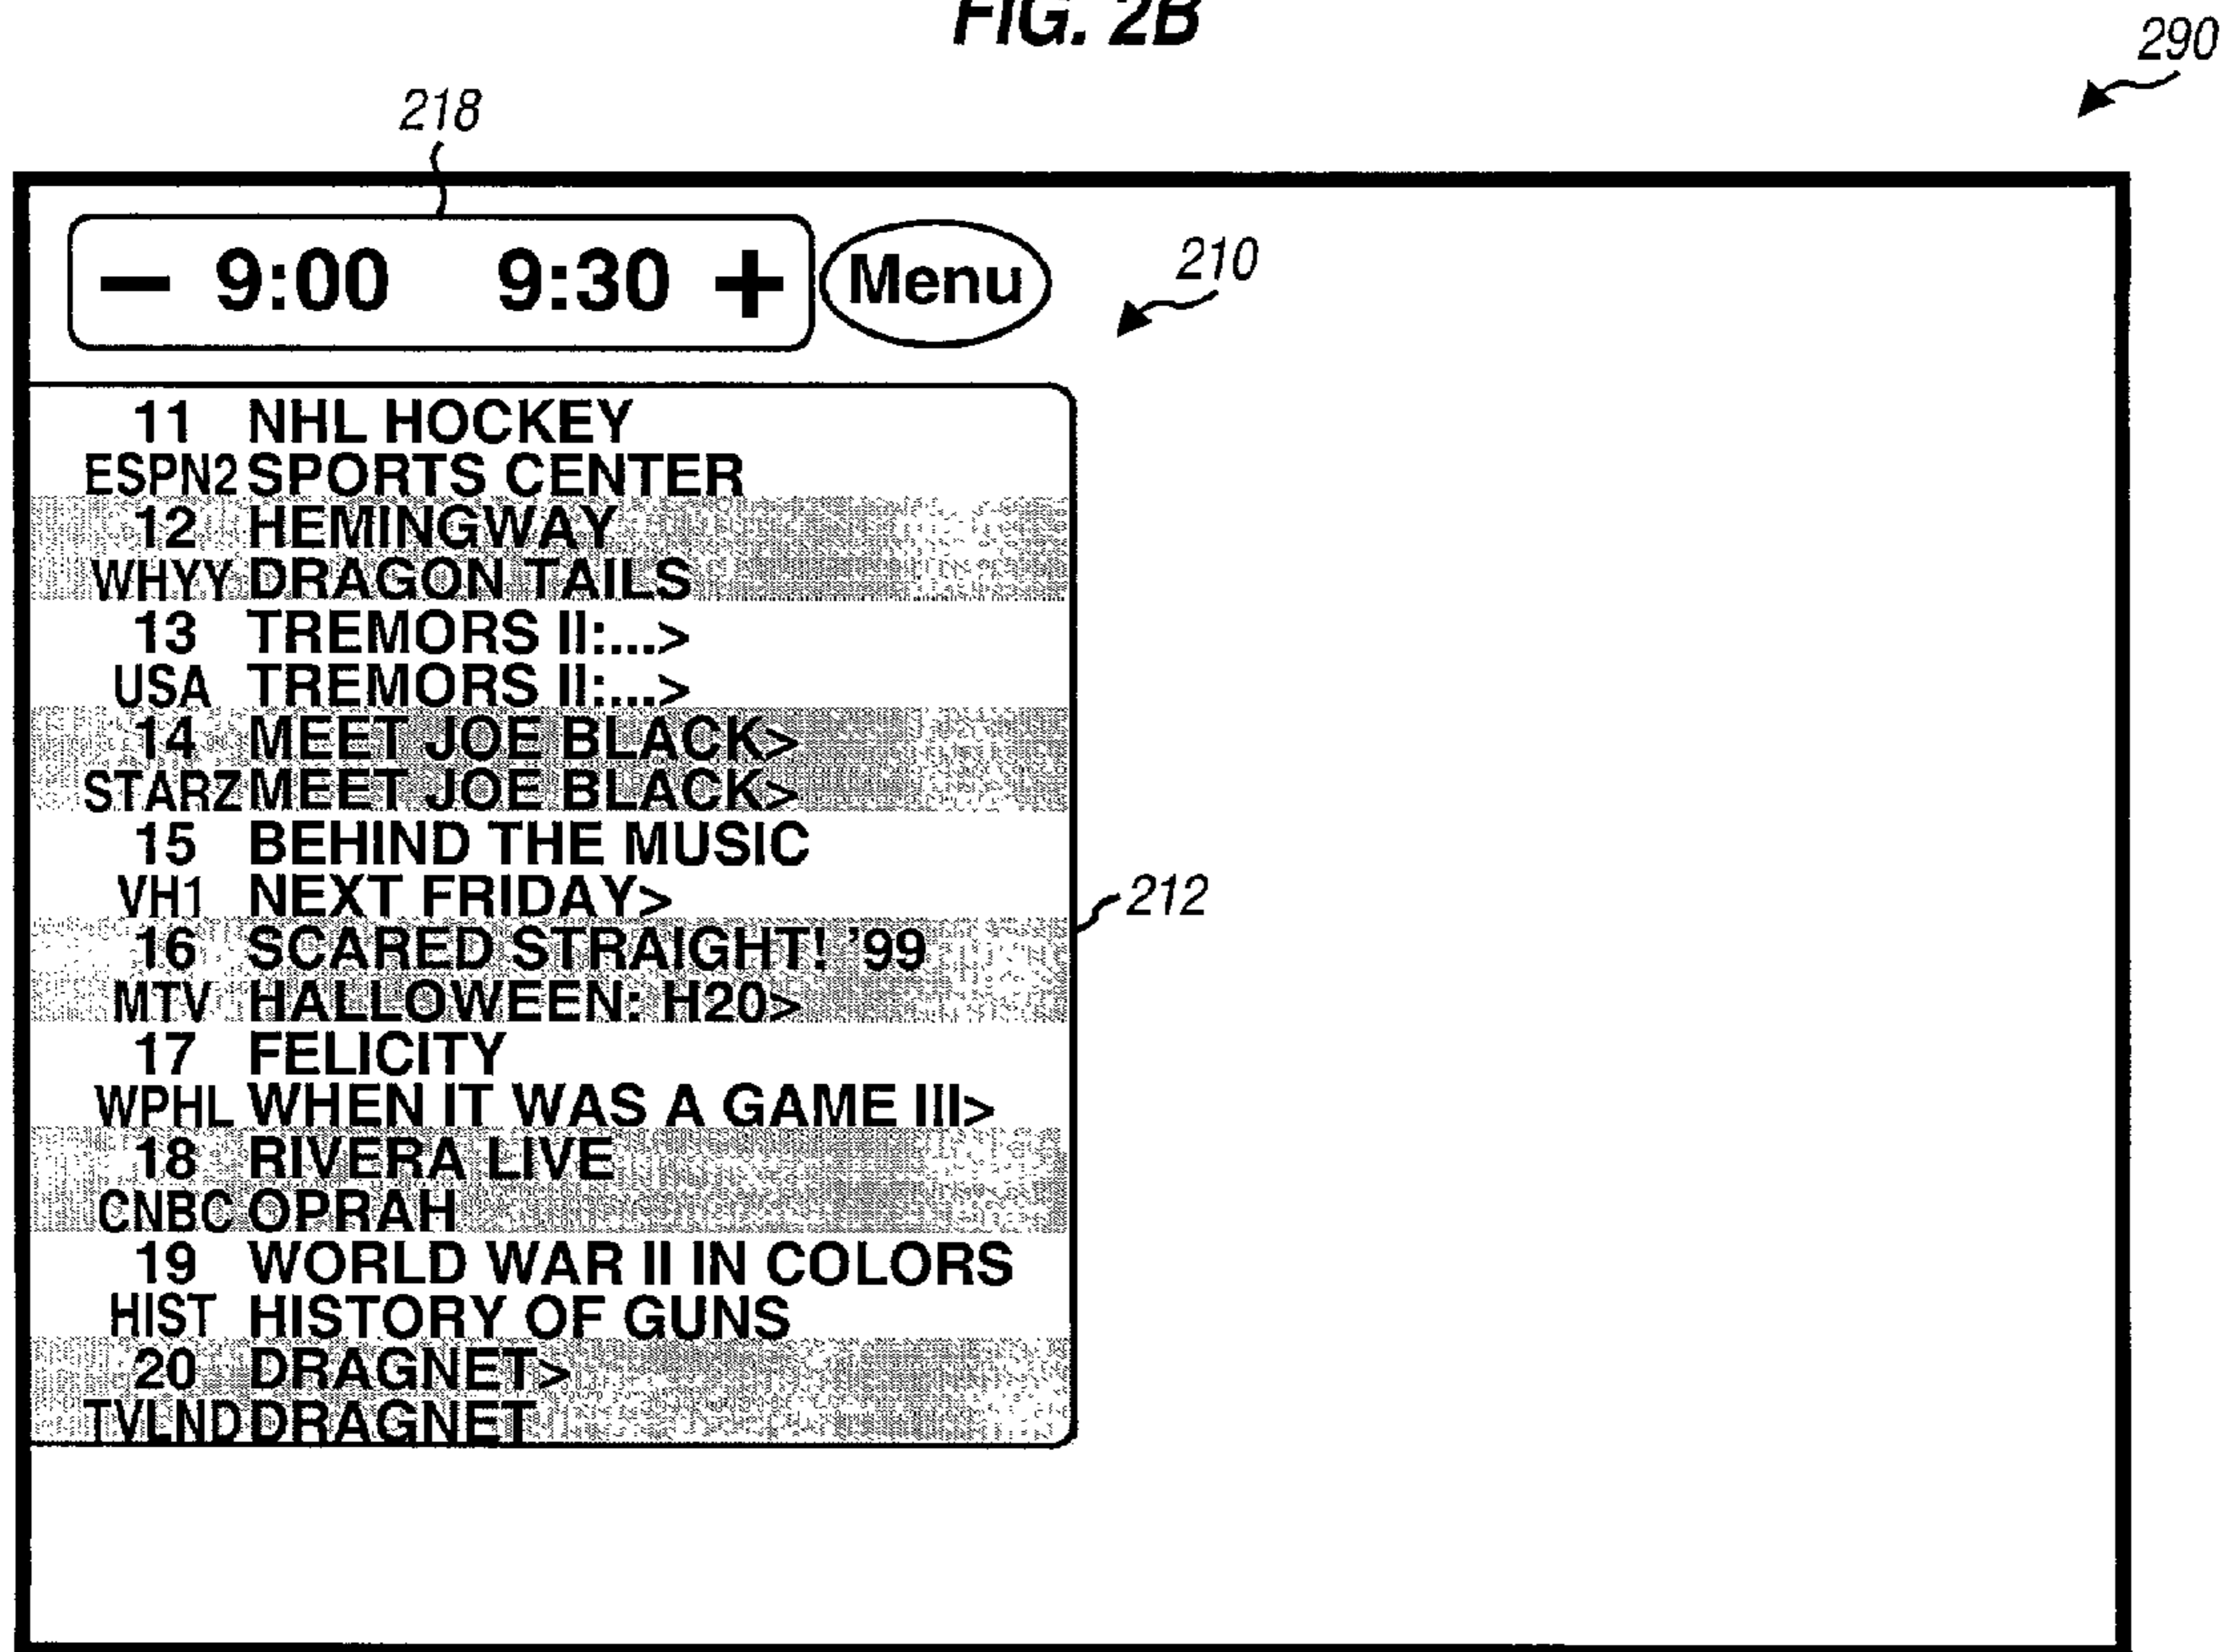 FIG. 2B
290
218
– 9:00 9:30 + Menu
210
11 NHL HOCKEY
ESPN2 SPORTS CENTER
12 HEMINGWAY
WHYY DRAGON TAILS
13 TREMORS II:...>
USA TREMORS II:...>
14 MEET JOE BLACK>
STARZ MEET JOE BLACK>
15 BEHIND THE MUSIC
VH1 NEXT FRIDAY>
212
16 SCARED STRAIGHT! '99
MTV HALLOWEEN: H20>
17 FELICITY
WPHL WHEN IT WAS A GAME III>
18 RIVERA LIVE
CNBC OPRAH
19 WORLD WAR II IN COLORS
HIST HISTORY OF GUNS
20 DRAGNET>
TVLND DRAGNET